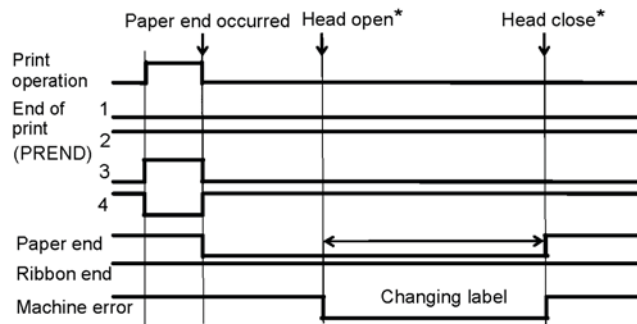 Paper end occurred Head open* Head close*
Print
operation
End of 1
print 2
(PREND)
3
4
Paper end
Ribbon end
Changing label
Machine error